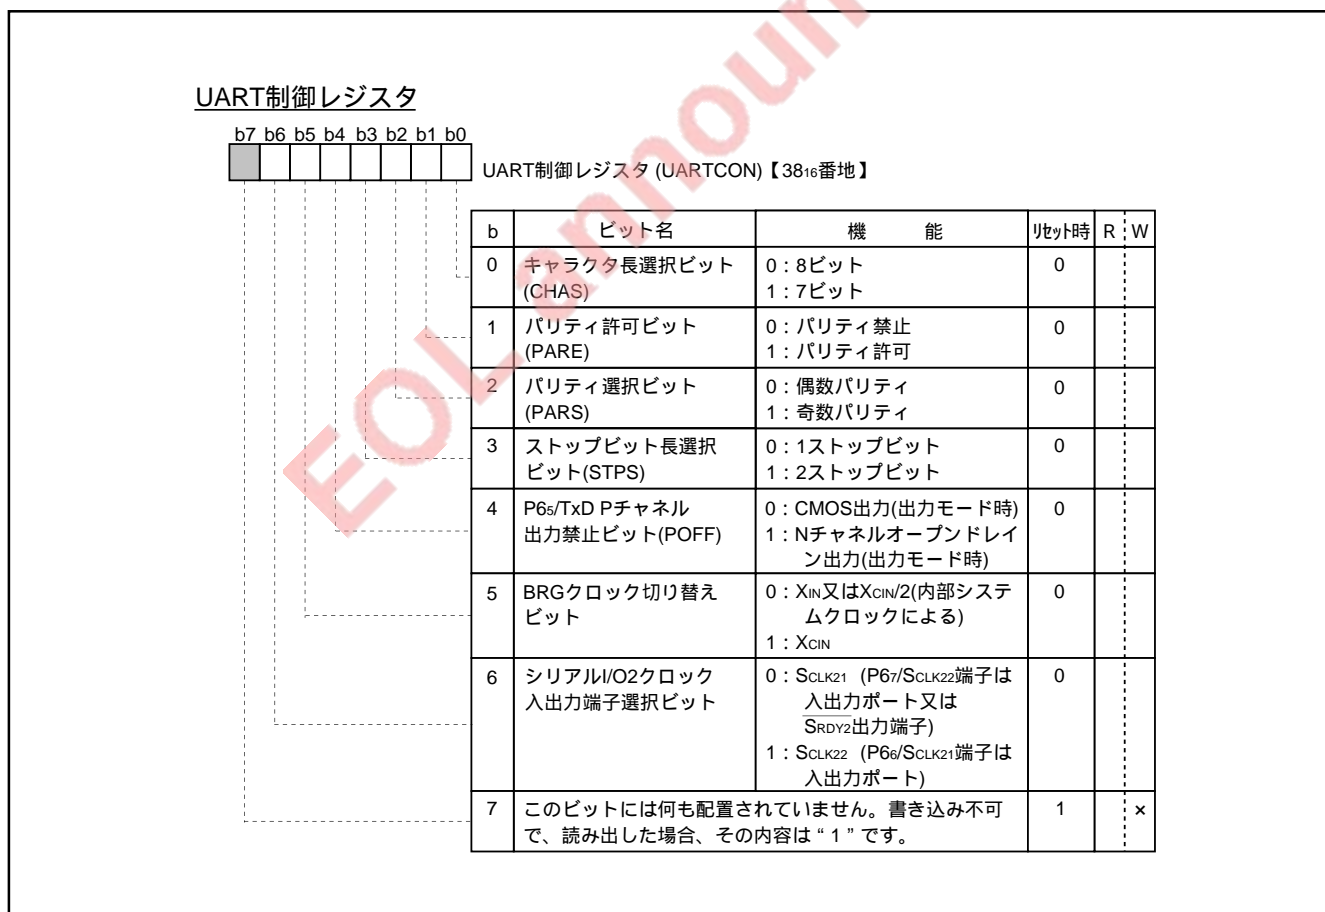 UART制御レジスタ
b7 b6 b5 b4 b3 b2 b1 b0
UART制御レジスタ (UARTCON)【3816番地】
b ビット名 機 能 リセット時 R W
0 キャラクタ長選択ビット 0：8ビット 0
(CHAS) 1：7ビット
1 パリティ許可ビット 0：パリティ禁止 0
(PARE) 1：パリティ許可
2 パリティ選択ビット 0：偶数パリティ 0
(PARS) 1：奇数パリティ
3 ストップビット長選択 0：1ストップビット 0
ビット(STPS) 1：2ストップビット
4 P65/TxD Pチャネル 0：CMOS出力(出力モード時) 0
出力禁止ビット(POFF) 1：Nチャネルオープンドレイ
ン出力(出力モード時)
5 BRGクロック切り替え 0：XIN又はXCIN/2(内部システ 0
ビット ムクロックによる)
1：XCIN
6 シリアルI/O2クロック 0：SCLK21 (P67/SCLK22端子は 0
入出力端子選択ビット 入出力ポート又は
SRDY2出力端子)
1：SCLK22 (P66/SCLK21端子は
入出力ポート)
7 このビットには何も配置されていません。書き込み不可 1 ×
で、読み出した場合、その内容は“1”です。
EOL announ